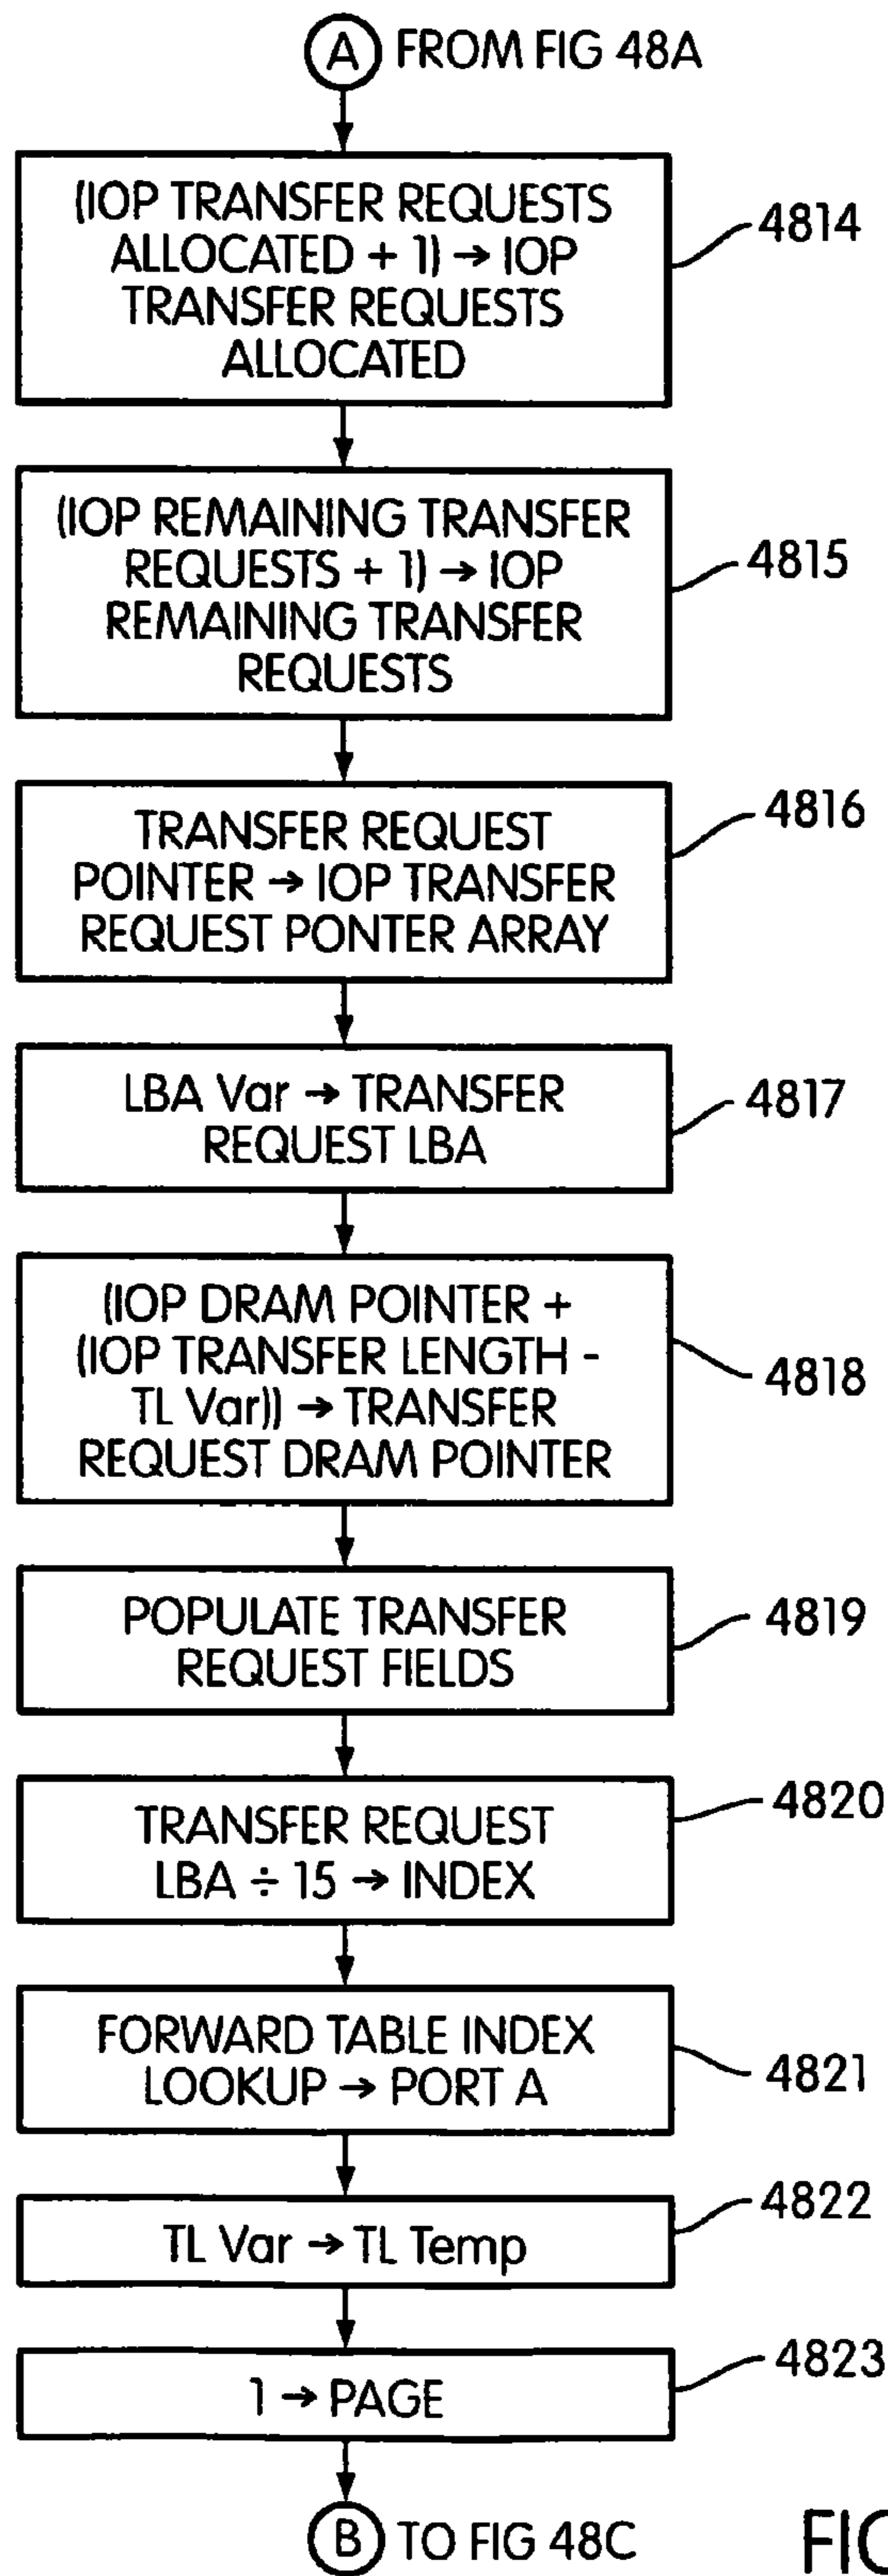 A FROM FIG 48A
(IOP TRANSFER REQUESTS
ALLOCATED + 1) → IOP
TRANSFER REQUESTS
ALLOCATED
4814
(IOP REMAINING TRANSFER
REQUESTS + 1) → IOP
REMAINING TRANSFER
REQUESTS
4815
TRANSFER REQUEST
POINTER → IOP TRANSFER
REQUEST PONTER ARRAY
4816
LBA Var → TRANSFER
REQUEST LBA
4817
(IOP DRAM POINTER +
(IOP TRANSFER LENGTH -
TL Var)) → TRANSFER
REQUEST DRAM POINTER
4818
POPULATE TRANSFER
REQUEST FIELDS
4819
TRANSFER REQUEST
LBA ÷ 15 → INDEX
4820
FORWARD TABLE INDEX
LOOKUP → PORT A
4821
TL Var → TL Temp
4822
1 → PAGE
4823
B TO FIG 48C